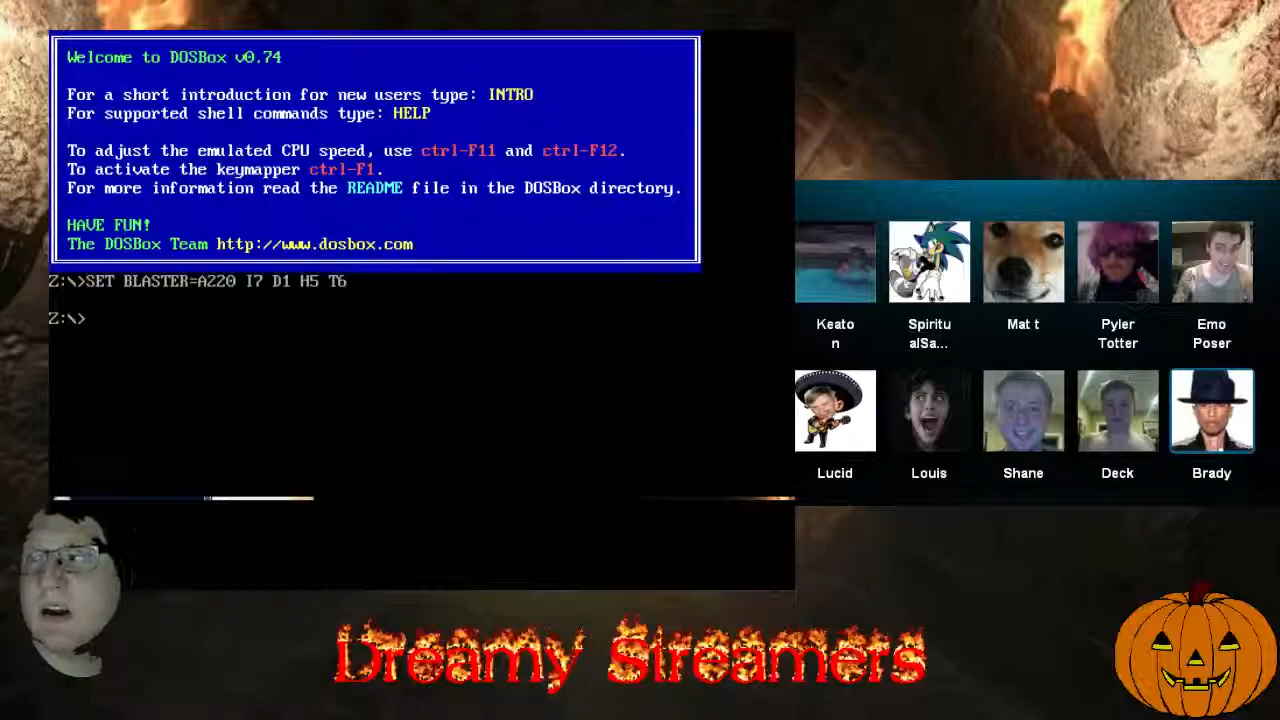 Welcome to DOSBox v0.74
For a short introduction for new users type: INTRO
For supported shell commands type: HELP
To adjust the emulated CPU speed, use ctrl-F11 and ctrl-F12.
To activate the keymapper ctrl-F1.
For more information read the README file in the DOSBox directory.
HAVE FUN!
The DOSBox Team http://www.dosbox.com
Z:\>SET BLASTER=A220 I7 D1 H5 T6
Z:\>
Keato
n
Spiritu
alSa...
Mat t
Pyler
Totter
Emo
Poser
Lucid
Louis
Shane
Deck
Brady
Dreamy Streamers